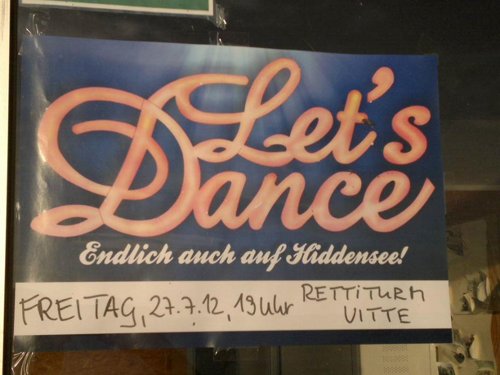 Let's
Dance
Endlich auch auf Hiddensee!
FREITAG, 27.7.12, 19 Uhr RETTITURM
VITTE